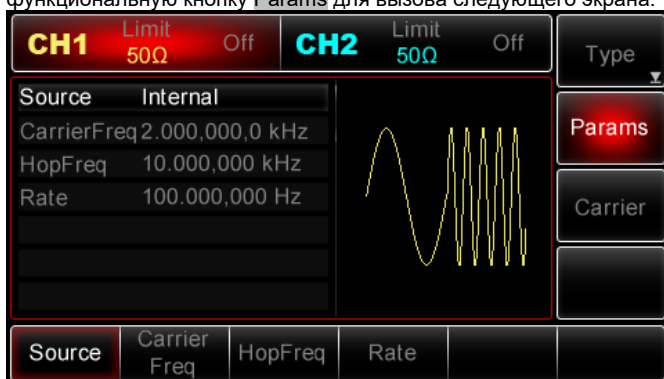 функциональную кнопку Params для вызова следующего экрана.
CH1 Limit 50Ω Off CH2 Limit 50Ω Off
Type
Source Internal
CarrierFreq 2.000,000,0 kHz
HopFreq 10.000,000 kHz
Rate 100.000,000 Hz
Params
Carrier
Source Carrier Freq HopFreq Rate